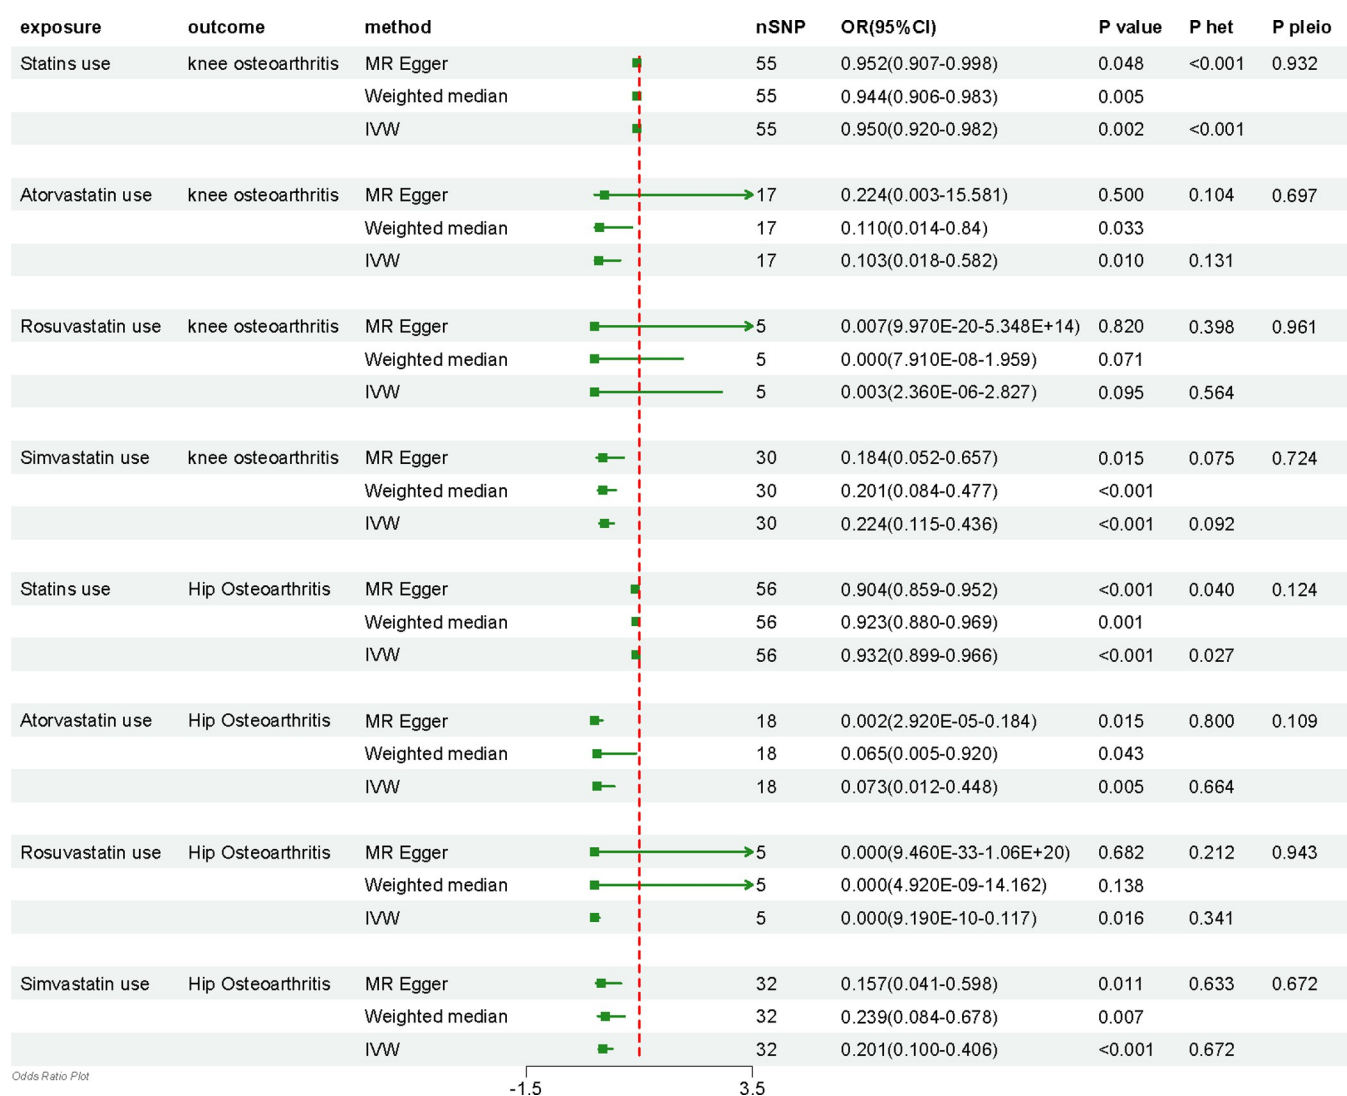 exposure outcome method nSNP OR(95%CI) P value P het P pleio
Statins use knee osteoarthritis MR Egger 55 0.952(0.907-0.998) 0.048 <0.001 0.932
Weighted median 55 0.944(0.906-0.983) 0.005
IVW 55 0.950(0.920-0.982) 0.002 <0.001
Atorvastatin use knee osteoarthritis MR Egger 17 0.224(0.003-15.581) 0.500 0.104 0.697
Weighted median 17 0.110(0.014-0.84) 0.033
IVW 17 0.103(0.018-0.582) 0.010 0.131
Rosuvastatin use knee osteoarthritis MR Egger 5 0.007(9.970E-20-5.348E+14) 0.820 0.398 0.961
Weighted median 5 0.000(7.910E-08-1.959) 0.071
IVW 5 0.003(2.360E-06-2.827) 0.095 0.564
Simvastatin use knee osteoarthritis MR Egger 30 0.184(0.052-0.657) 0.015 0.075 0.724
Weighted median 30 0.201(0.084-0.477) <0.001
IVW 30 0.224(0.115-0.436) <0.001 0.092
Statins use Hip Osteoarthritis MR Egger 56 0.904(0.859-0.952) <0.001 0.040 0.124
Weighted median 56 0.923(0.880-0.969) 0.001
IVW 56 0.932(0.899-0.966) <0.001 0.027
Atorvastatin use Hip Osteoarthritis MR Egger 18 0.002(2.920E-05-0.184) 0.015 0.800 0.109
Weighted median 18 0.065(0.005-0.920) 0.043
IVW 18 0.073(0.012-0.448) 0.005 0.664
Rosuvastatin use Hip Osteoarthritis MR Egger 5 0.000(9.460E-33-1.06E+20) 0.682 0.212 0.943
Weighted median 5 0.000(4.920E-09-14.162) 0.138
IVW 5 0.000(9.190E-10-0.117) 0.016 0.341
Simvastatin use Hip Osteoarthritis MR Egger 32 0.157(0.041-0.598) 0.011 0.633 0.672
Weighted median 32 0.239(0.084-0.678) 0.007
IVW 32 0.201(0.100-0.406) <0.001 0.672
Odds Ratio Plot
-1.5 3.5